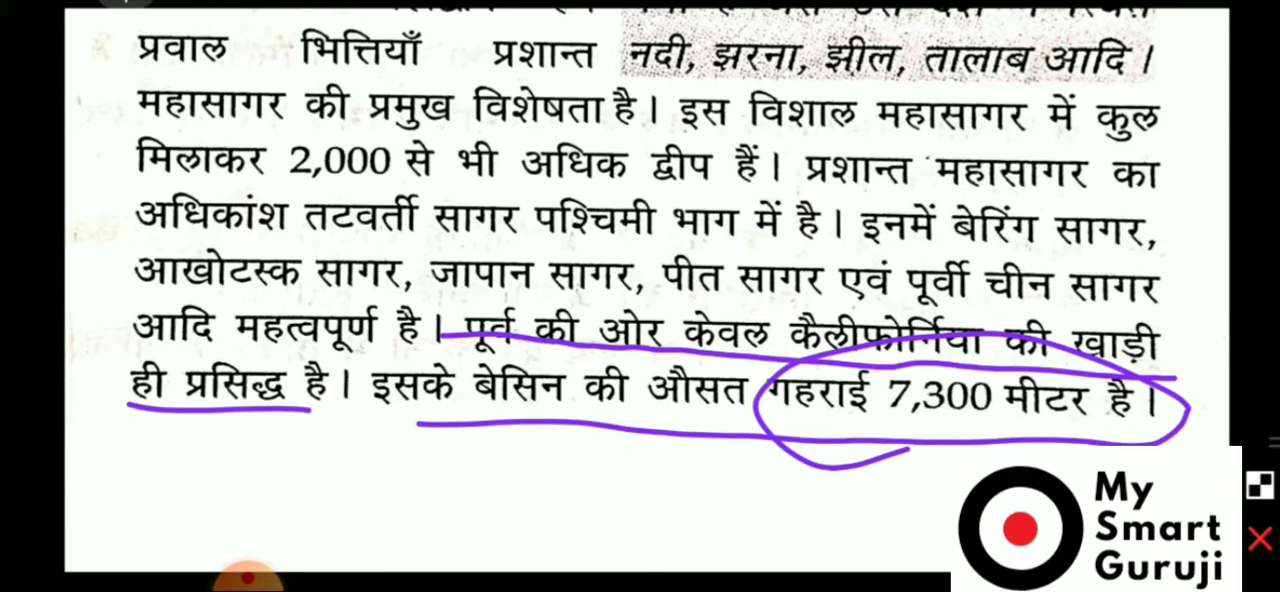 प्रवाल भित्तियाँ प्रशान्त नदी, झरना, झील, तालाब आदि।
महासागर की प्रमुख विशेषता है। इस विशाल महासागर में कुल
मिलाकर 2,000 से भी अधिक द्वीप हैं। प्रशान्त महासागर का
अधिकांश तटवर्ती सागर पश्चिमी भाग में है। इनमें बेरिंग सागर,
आखोटस्क सागर, जापान सागर, पीत सागर एवं पूर्वी चीन सागर
आदि महत्वपूर्ण है। पूर्व की ओर केवल कैलीफोर्निया की खाड़ी
ही प्रसिद्ध है। इसके बेसिन की औसत गहराई 7,300 मीटर है।
My
Smart
Guruji